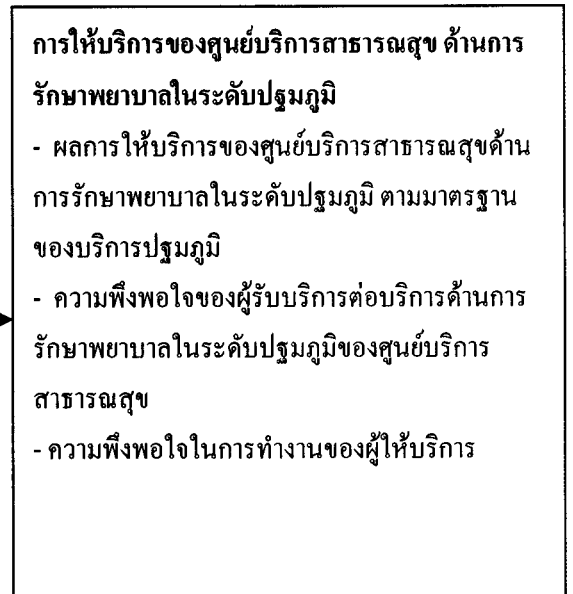 การให้บริการของศูนย์บริการสาธารณสุข ด้านการ
รักษาพยาบาลในระดับปฐมภูมิ
- ผลการให้บริการของศูนย์บริการสาธารณสุขด้าน
การรักษาพยาบาลในระดับปฐมภูมิ ตามมาตรฐาน
ของบริการปฐมภูมิ
- ความพึงพอใจของผู้รับบริการต่อบริการด้านการ
รักษาพยาบาลในระดับปฐมภูมิของศูนย์บริการ
สาธารณสุข
- ความพึงพอใจในการทำงานของผู้ให้บริการ